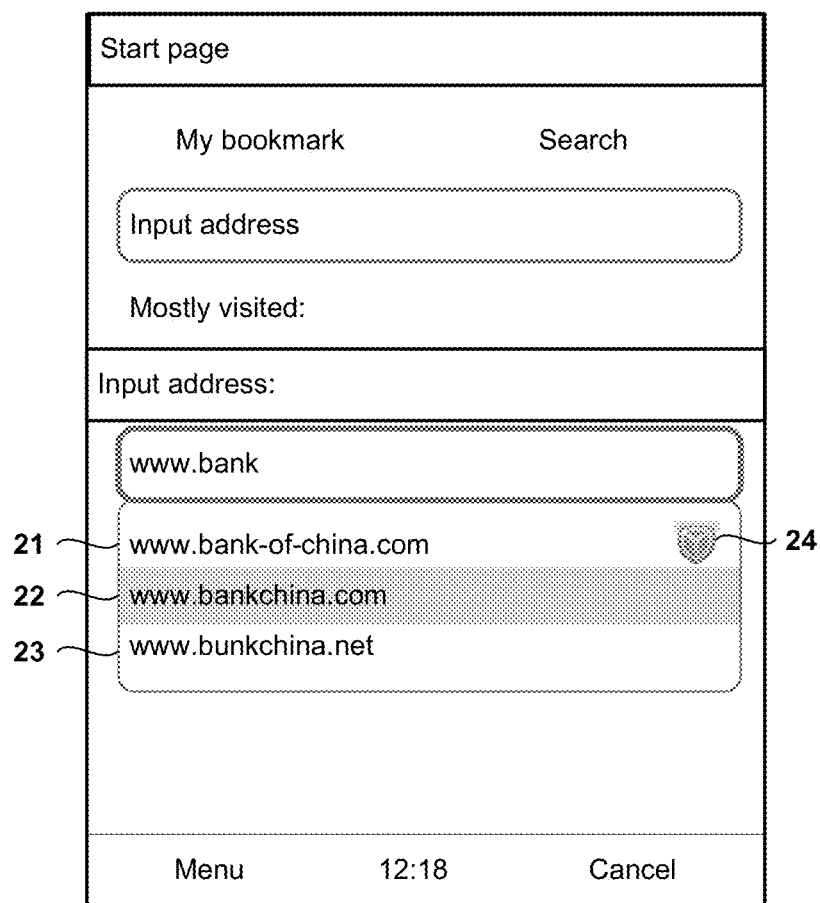 Start page
My bookmark Search
Input address
Mostly visited:
Input address:
www.bank
21 www.bank-of-china.com 24
22 www.bankchina.com
23 www.bunkchina.net
Menu 12:18 Cancel